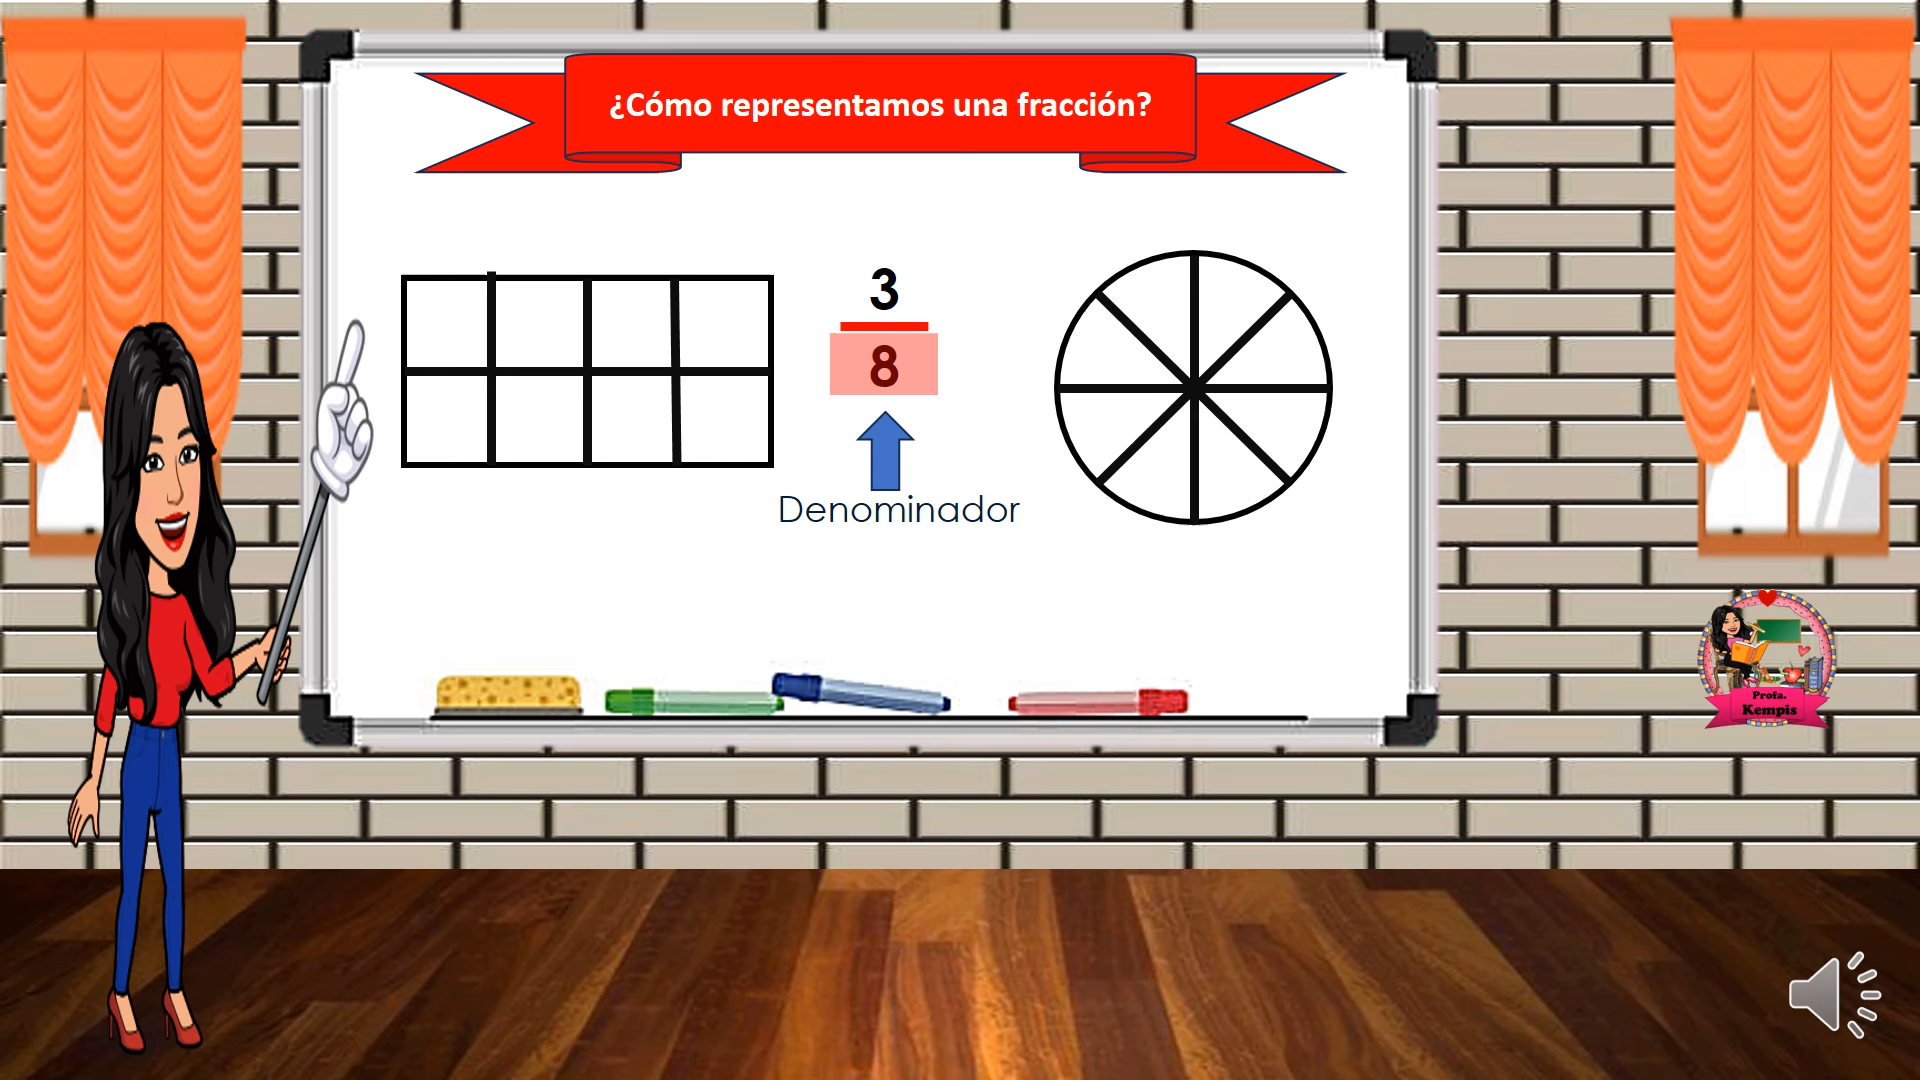 ¿Cómo representamos una fracción?
3
8
Denominador
Profa.
Kempis